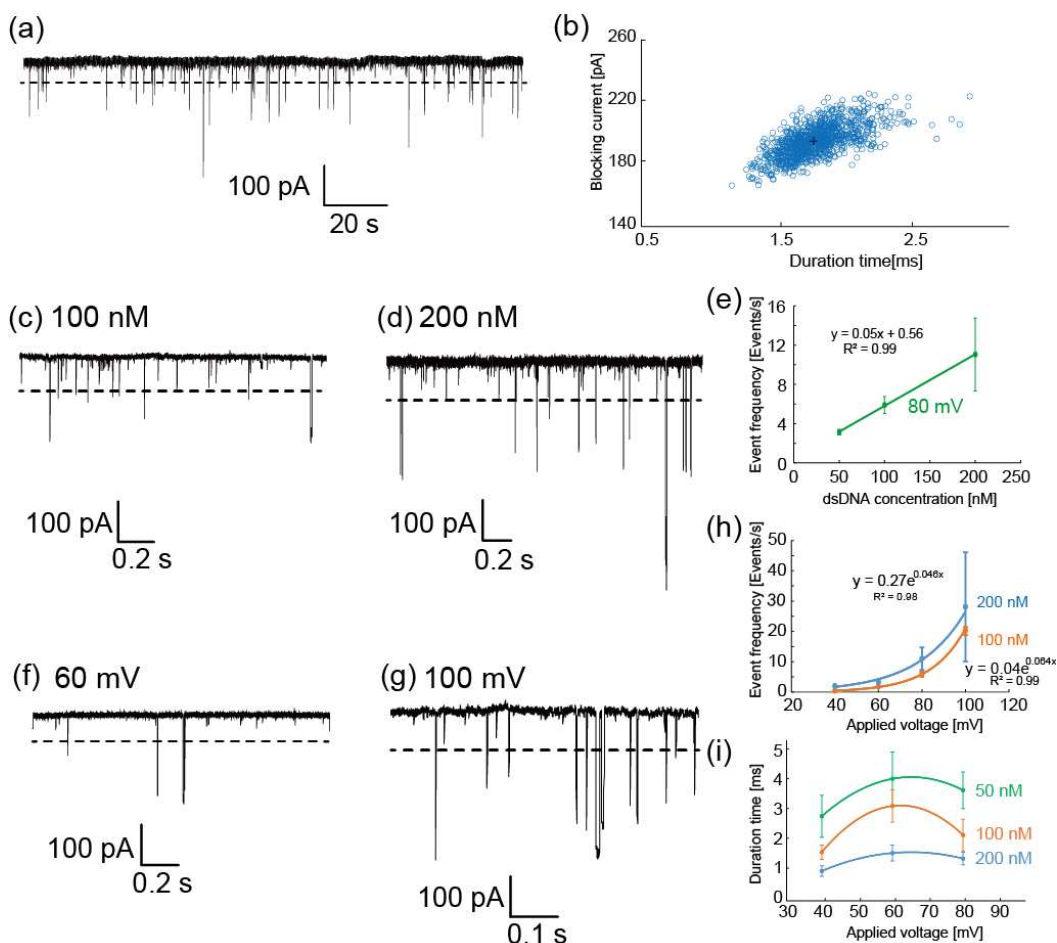 (a)
100 pA
20 s
(b)
Blocking current [pA]
260
220
180
140
0.5
1.5
2.5
Duration time[ms]
(c) 100 nM
100 pA
0.2 s
(d) 200 nM
100 pA
0.2 s
(e)
Event frequency [Events/s]
16
12
8
4
0
y = 0.05x + 0.56
R² = 0.99
80 mV
0 50 100 150 200 250
dsDNA concentration [nM]
(f) 60 mV
100 pA
0.2 s
(g) 100 mV
100 pA
0.1 s
(h)
Event frequency [Events/s]
50
40
30
20
10
0
y = 0.27e^0.046x
R² = 0.98
200 nM
100 nM
y = 0.04e^0.064x
R² = 0.99
20 40 60 80 100 120
Applied voltage [mV]
(i)
Duration time [ms]
5
4
3
2
1
0
50 nM
100 nM
200 nM
30 40 50 60 70 80 90
Applied voltage [mV]